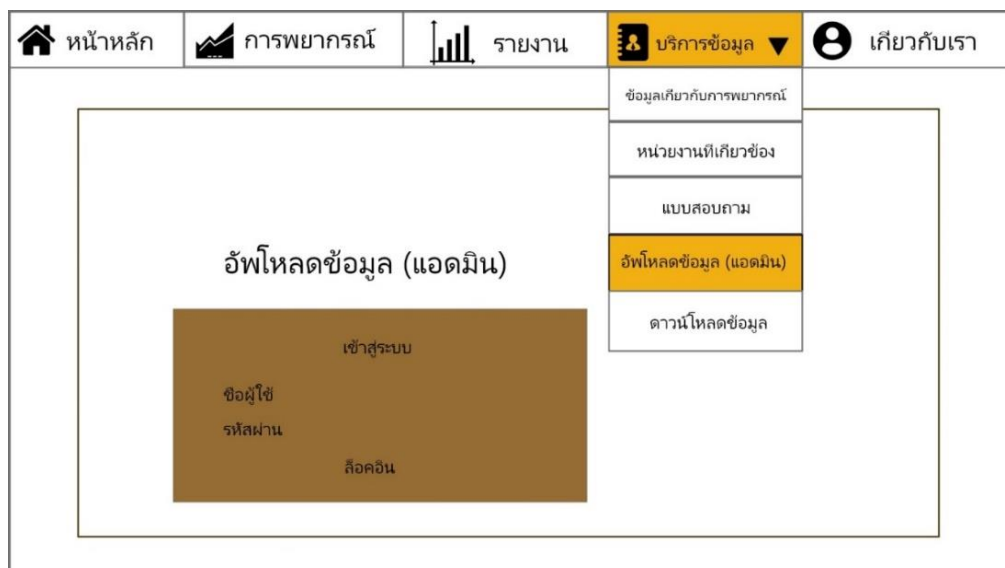 หน้าหลัก
การพยากรณ์
รายงาน
บริการข้อมูล
เกี่ยวกับเรา
ข้อมูลเกี่ยวกับการพยากรณ์
หน่วยงานที่เกี่ยวข้อง
แบบสอบถาม
อัพโหลดข้อมูล (แอดมิน)
ดาวน์โหลดข้อมูล
อัพโหลดข้อมูล (แอดมิน)
เข้าสู่ระบบ
ชื่อผู้ใช้
รหัสผ่าน
ล็อคอิน